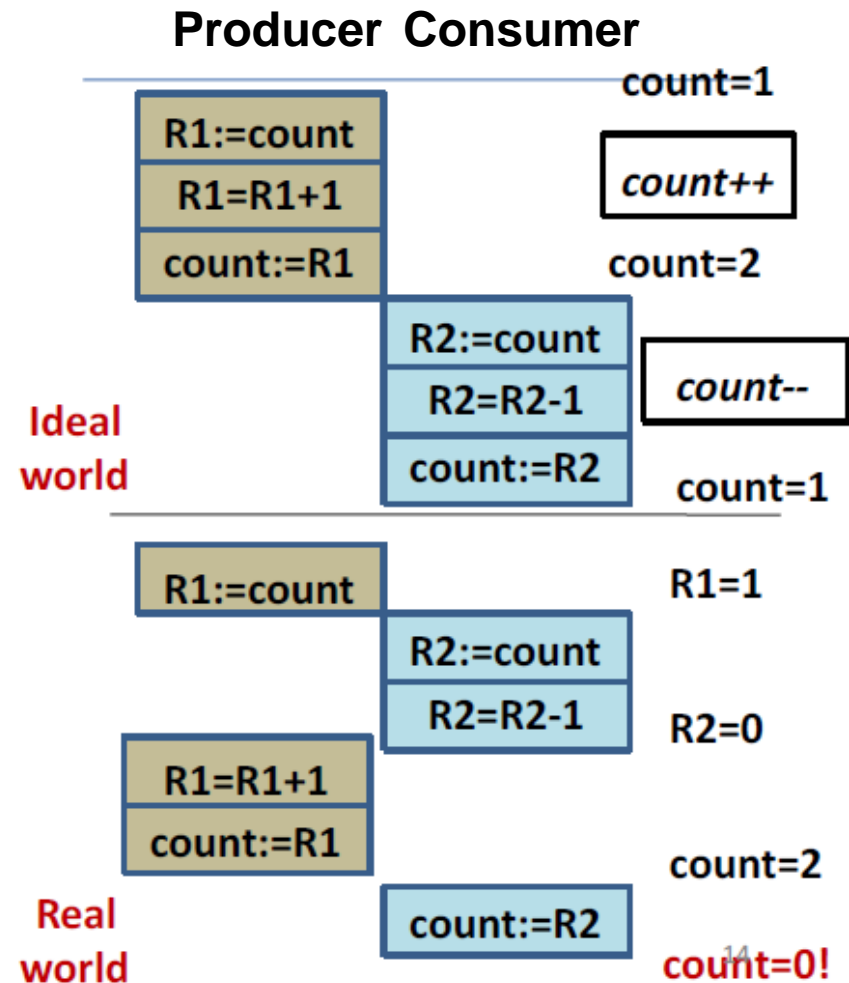 Producer Consumer
count=1
R1:=count
count++
R1=R1+1
count:=R1
count=2
R2:=count
count--
R2=R2-1
Ideal
world
count:=R2
count=1
R1:=count
R1=1
R2:=count
R2=R2-1
R2=0
R1=R1+1
count:=R1
count=2
Real
world
count:=R2
count=0!
14